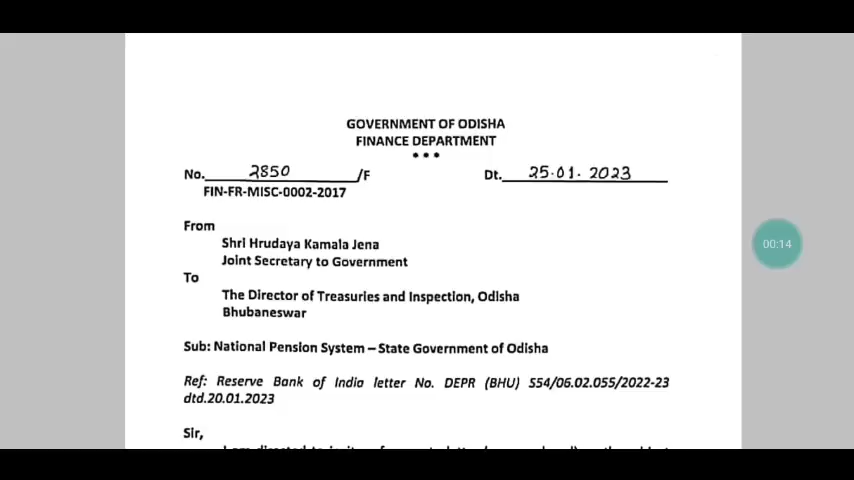 GOVERNMENT OF ODISHA
FINANCE DEPARTMENT
***
No. 2850 /F Dt. 25.01.2023
FIN-FR-MISC-0002-2017
From
Shri Hrudaya Kamala Jena
Joint Secretary to Government
To
The Director of Treasuries and Inspection, Odisha
Bhubaneswar
Sub: National Pension System – State Government of Odisha
Ref: Reserve Bank of India letter No. DEPR (BHU) S54/06.02.055/2022-23
dtd.20.01.2023
Sir,
00:14